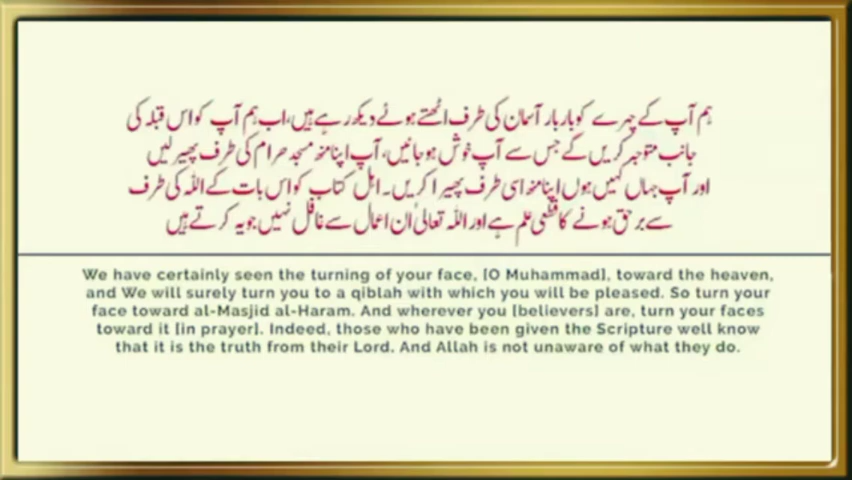 ہم آپ کے چہرے کو بار بار آسمان کی طرف اٹھتے ہوئے دیکھ رہے ہیں، اب ہم آپ کو اس قبلہ کی
جانب متوجہ کریں گے جس سے آپ خوش ہو جائیں، آپ اپنا منھ مسجد حرام کی طرف پھیر لیں
اور آپ جہاں کہیں ہوں اپنا منھ اسی طرف پھیرا کریں۔ اہل کتاب کو اس بات کے اللہ کی طرف
سے برحق ہونے کا قطعی علم ہے اور اللہ تعالیٰ ان اعمال سے غافل نہیں جو یہ کرتے ہیں
We have certainly seen the turning of your face, [O Muhammad], toward the heaven,
and We will surely turn you to a qiblah with which you will be pleased. So turn your
face toward al-Masjid al-Haram. And wherever you [believers] are, turn your faces
toward it [in prayer]. Indeed, those who have been given the Scripture well know
that it is the truth from their Lord. And Allah is not unaware of what they do.